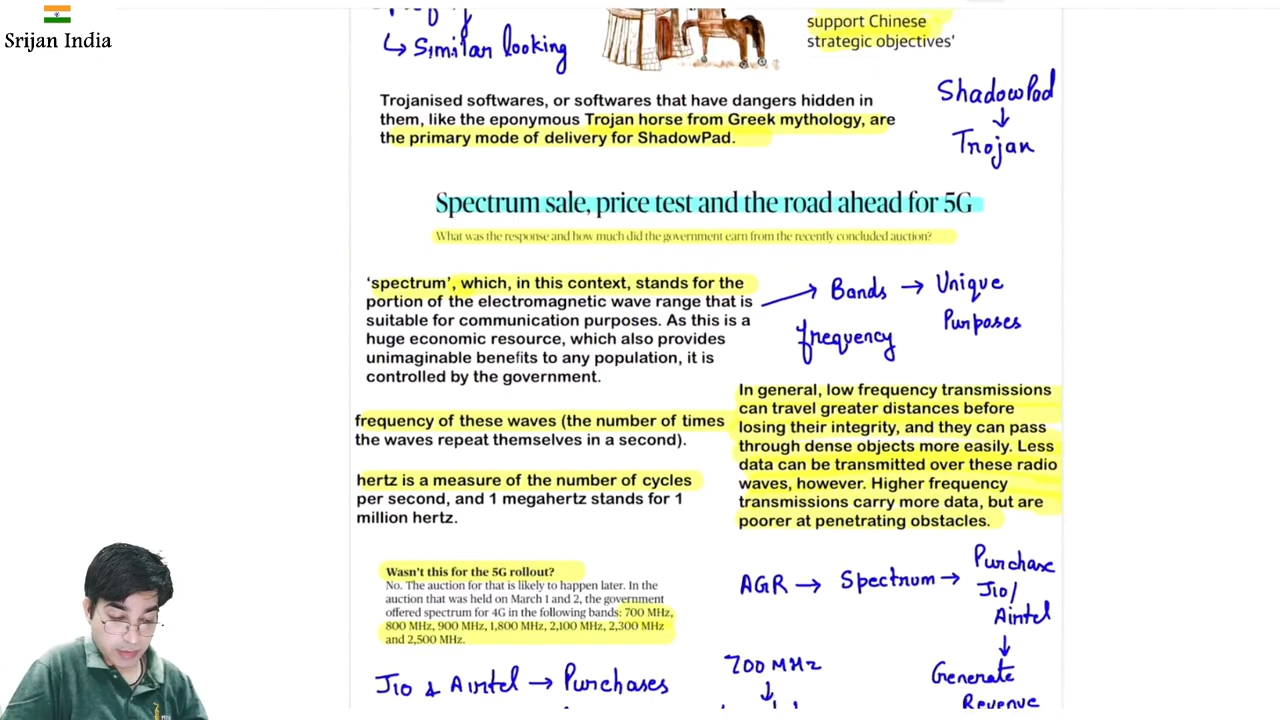 Srijan India
↳ Similar looking
support Chinese
strategic objectives'
Trojanised softwares, or softwares that have dangers hidden in
them, like the eponymous Trojan horse from Greek mythology, are
the primary mode of delivery for ShadowPad.
ShadowPad
↓
Trojan
Spectrum sale, price test and the road ahead for 5G
What was the response and how much did the government earn from the recently concluded auction?
‘spectrum’, which, in this context, stands for the
portion of the electromagnetic wave range that is
suitable for communication purposes. As this is a
huge economic resource, which also provides
unimaginable benefits to any population, it is
controlled by the government.
→ Bands → Unique
Purposes
frequency
frequency of these waves (the number of times
the waves repeat themselves in a second).
hertz is a measure of the number of cycles
per second, and 1 megahertz stands for 1
million hertz.
In general, low frequency transmissions
can travel greater distances before
losing their integrity, and they can pass
through dense objects more easily. Less
data can be transmitted over these radio
waves, however. Higher frequency
transmissions carry more data, but are
poorer at penetrating obstacles.
Wasn't this for the 5G rollout?
No. The auction for that is likely to happen later. In the
auction that was held on March 1 and 2, the government
offered spectrum for 4G in the following bands: 700 MHz,
800 MHz, 900 MHz, 1,800 MHz, 2,100 MHz, 2,300 MHz
and 2,500 MHz.
AGR → Spectrum → Purchase
Jio/
Airtel
↓
Generate
Revenue
Jio & Airtel → Purchases
700 MHz
↓